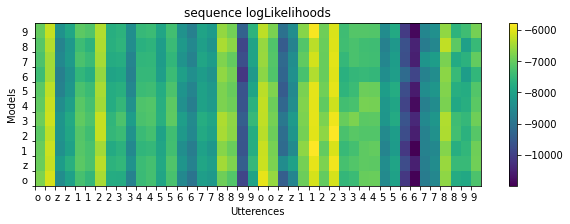 sequence logLikelihoods
Models
9
8
7
6
5
4
3
2
1
z
o
o o z z 1 1 2 2 3 3 4 4 5 5 6 6 7 7 8 8 9 9 o o z z 1 1 2 2 3 3 4 4 5 5 6 6 7 7 8 8 9 9
Utterences
−6000
−7000
−8000
−9000
−10000